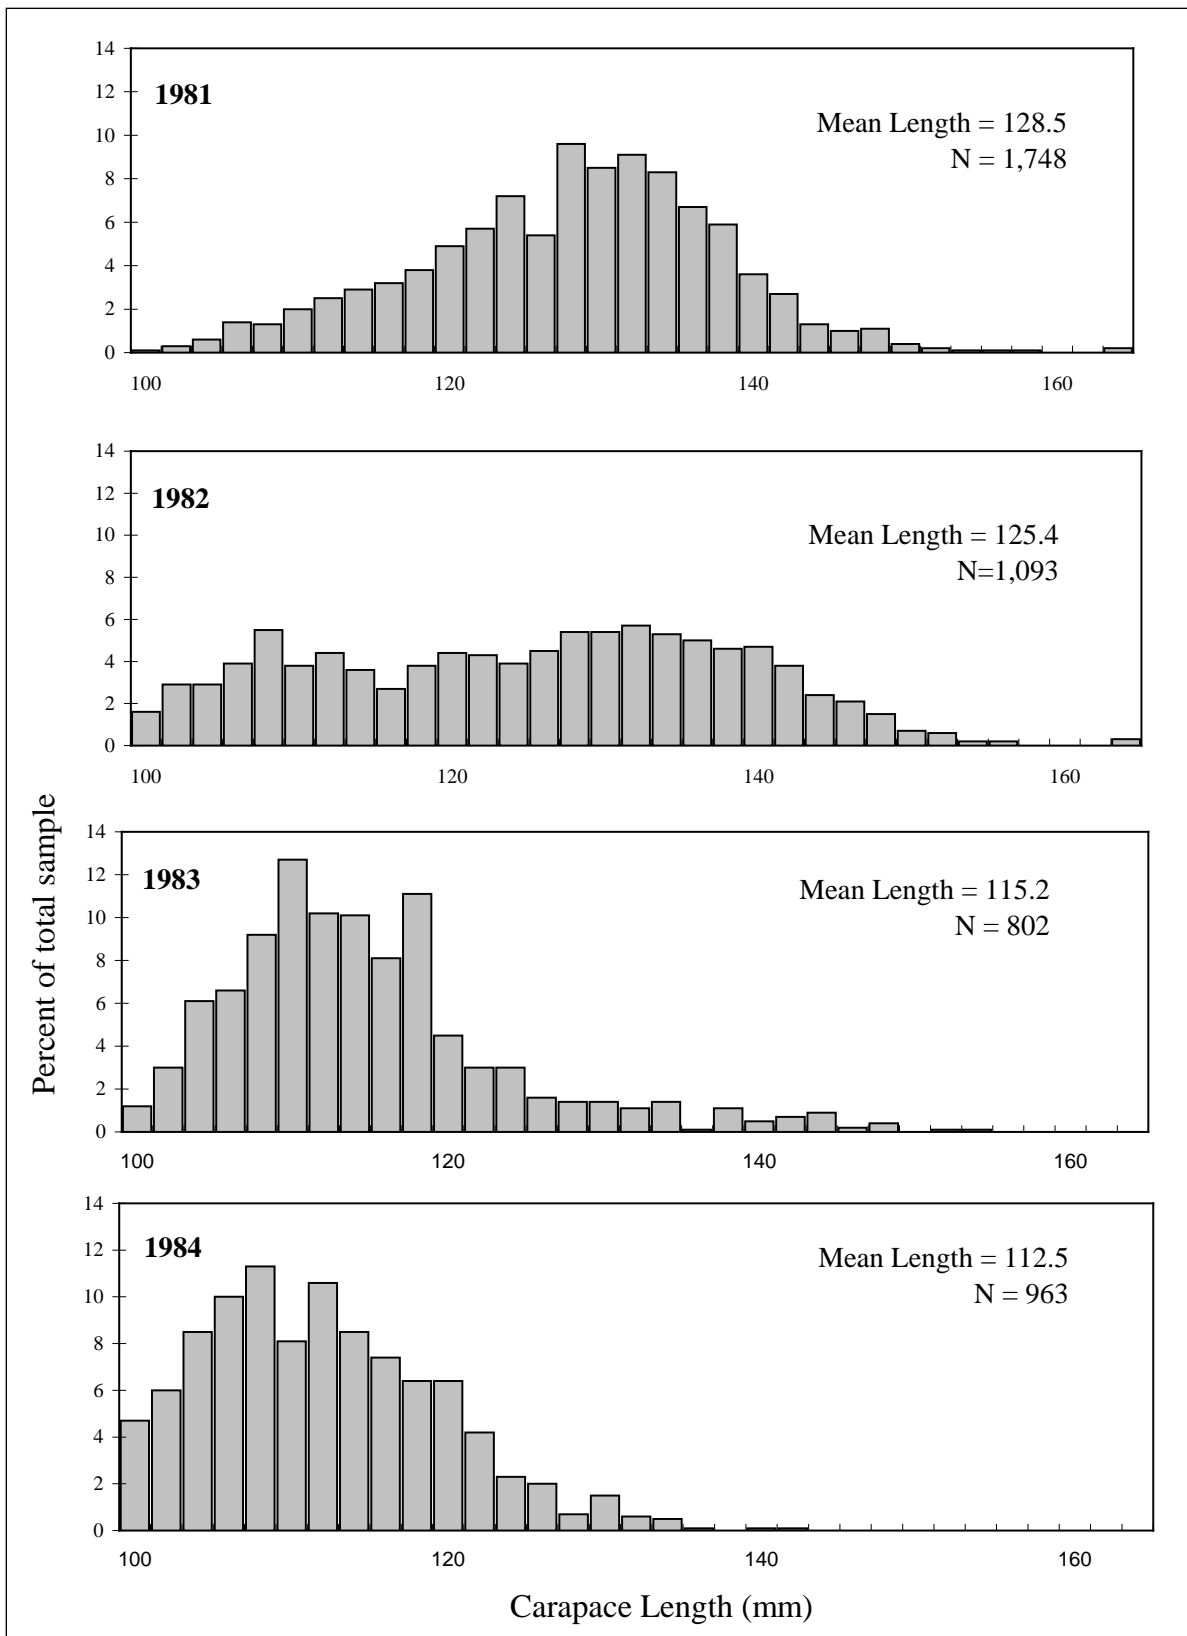 14
12
10
8
6
4
2
0
1981
Mean Length = 128.5
N = 1,748
100 120 140 160
14
12
10
8
6
4
2
0
1982
Mean Length = 125.4
N=1,093
100 120 140 160
Percent of total sample
14
12
10
8
6
4
2
0
1983
Mean Length = 115.2
N = 802
100 120 140 160
14
12
10
8
6
4
2
0
1984
Mean Length = 112.5
N = 963
100 120 140 160
Carapace Length (mm)